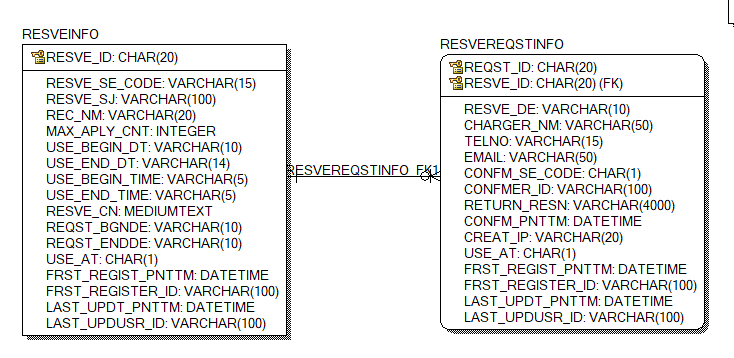 RESVEINFO
RESVE_ID: CHAR(20)
RESVE_SE_CODE: VARCHAR(15)
RESVE_SJ: VARCHAR(100)
REC_NM: VARCHAR(20)
MAX_APLY_CNT: INTEGER
USE_BEGIN_DT: VARCHAR(10)
USE_END_DT: VARCHAR(14)
USE_BEGIN_TIME: VARCHAR(5)
USE_END_TIME: VARCHAR(5)
RESVE_CN: MEDIUMTEXT
REQST_BGNDE: VARCHAR(10)
REQST_ENDDE: VARCHAR(10)
USE_AT: CHAR(1)
FRST_REGIST_PNTTM: DATETIME
FRST_REGISTER_ID: VARCHAR(100)
LAST_UPDT_PNTTM: DATETIME
LAST_UPDUSR_ID: VARCHAR(100)
RESVEREQSTINFO_FK1
RESVEREQSTINFO
REQST_ID: CHAR(20)
RESVE_ID: CHAR(20) (FK)
RESVE_DE: VARCHAR(10)
CHARGER_NM: VARCHAR(50)
TELNO: VARCHAR(15)
EMAIL: VARCHAR(50)
CONFM_SE_CODE: CHAR(1)
CONFMER_ID: VARCHAR(100)
RETURN_RESN: VARCHAR(4000)
CONFM_PNTTM: DATETIME
CREAT_IP: VARCHAR(20)
USE_AT: CHAR(1)
FRST_REGIST_PNTTM: DATETIME
FRST_REGISTER_ID: VARCHAR(100)
LAST_UPDT_PNTTM: DATETIME
LAST_UPDUSR_ID: VARCHAR(100)